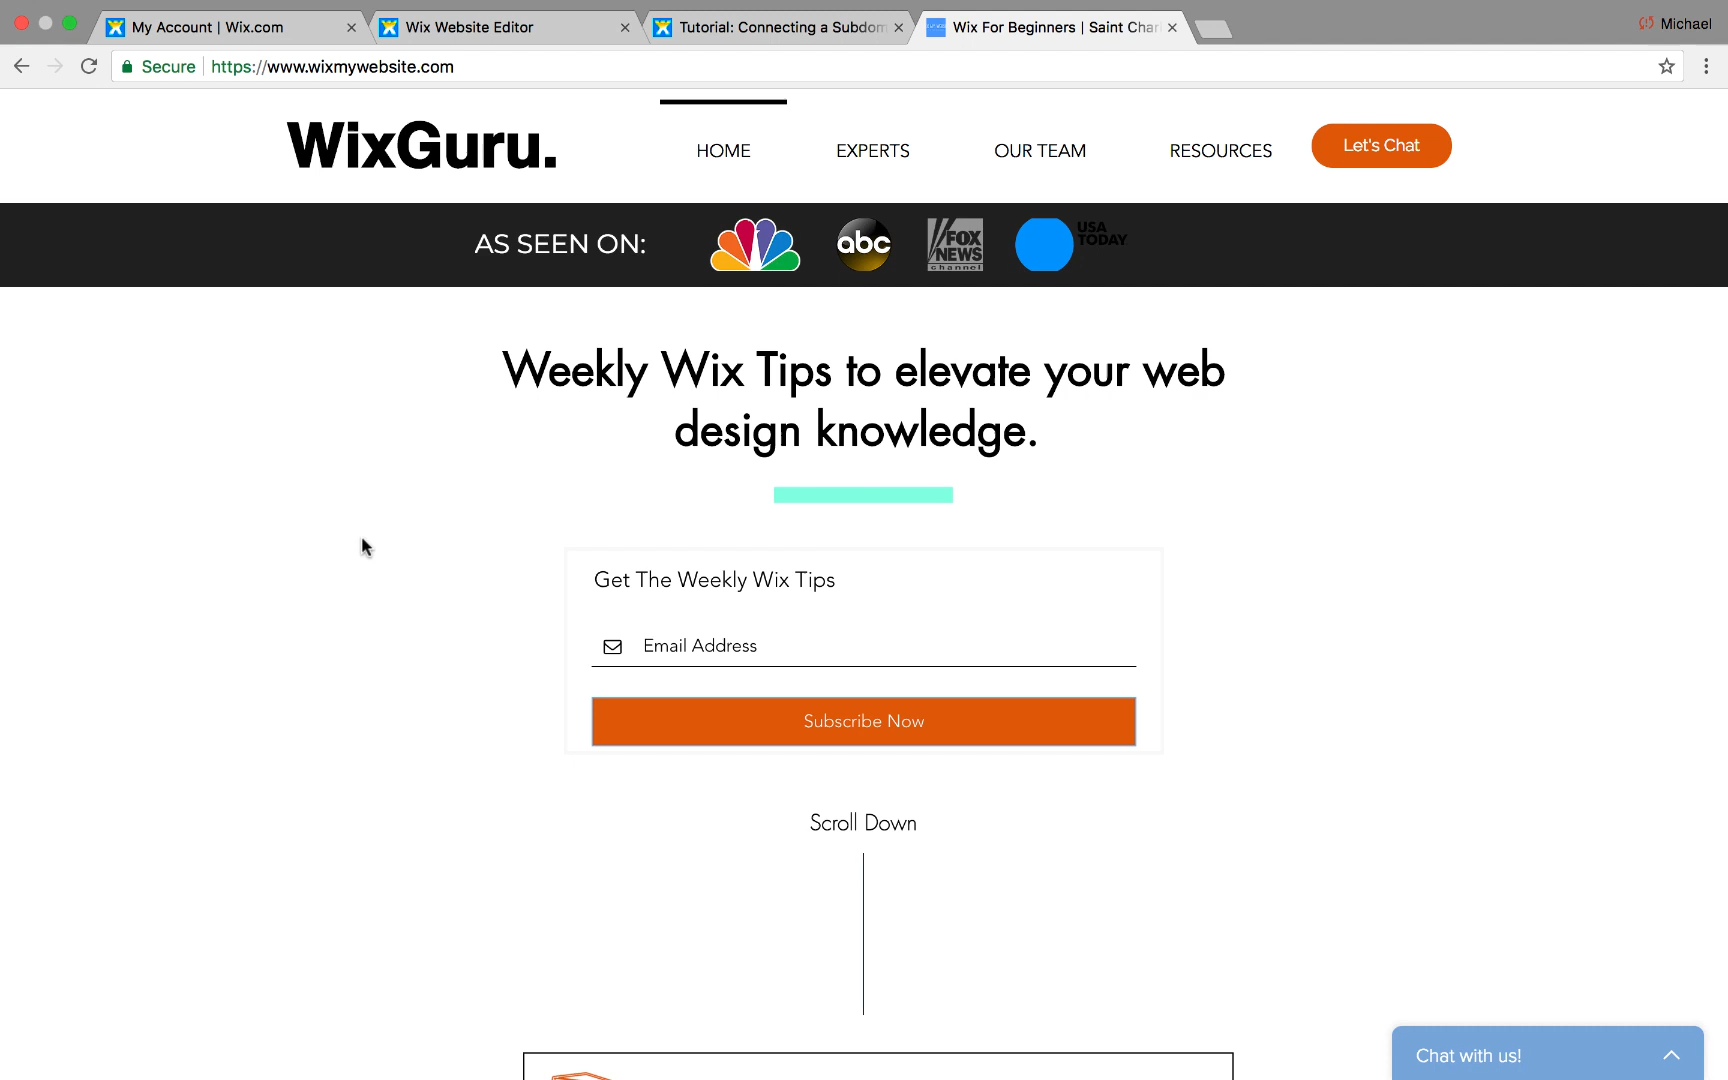 My Account | Wix.com
Wix Website Editor
Tutorial: Connecting a Subdom
Wix For Beginners | Saint Charl
Michael
Secure
https://www.wixmywebsite.com
WixGuru.
HOME
EXPERTS
OUR TEAM
RESOURCES
Let's Chat
AS SEEN ON:
abc
FOX
NEWS
channel
USA
TODAY
Weekly Wix Tips to elevate your web
design knowledge.
Get The Weekly Wix Tips
Email Address
Subscribe Now
Scroll Down
Chat with us!